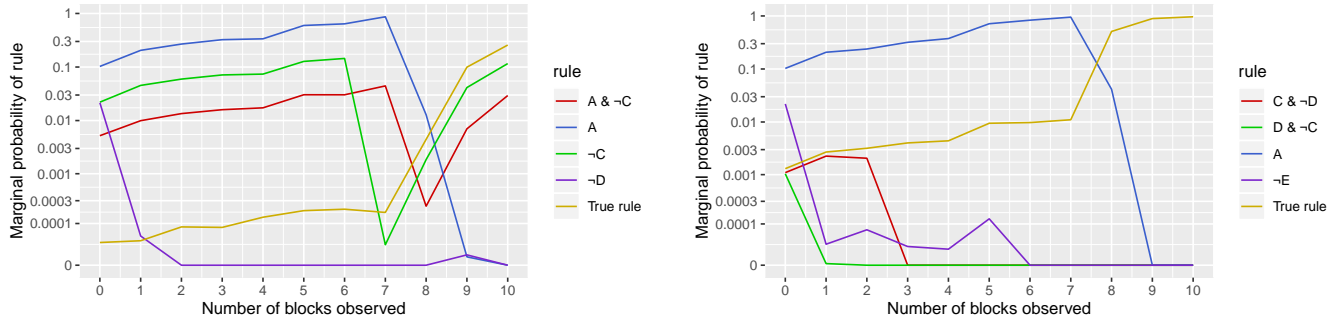 Marginal probability of rule
1
0.3
0.1
0.03
0.01
0.003
0.001
0.0003
0.0001
0
0 1 2 3 4 5 6 7 8 9 10
Number of blocks observed
rule
A & ¬C
A
¬C
¬D
True rule
Marginal probability of rule
1
0.3
0.1
0.03
0.01
0.003
0.001
0.0003
0.0001
0
0 1 2 3 4 5 6 7 8 9 10
Number of blocks observed
rule
C & ¬D
D & ¬C
A
¬E
True rule